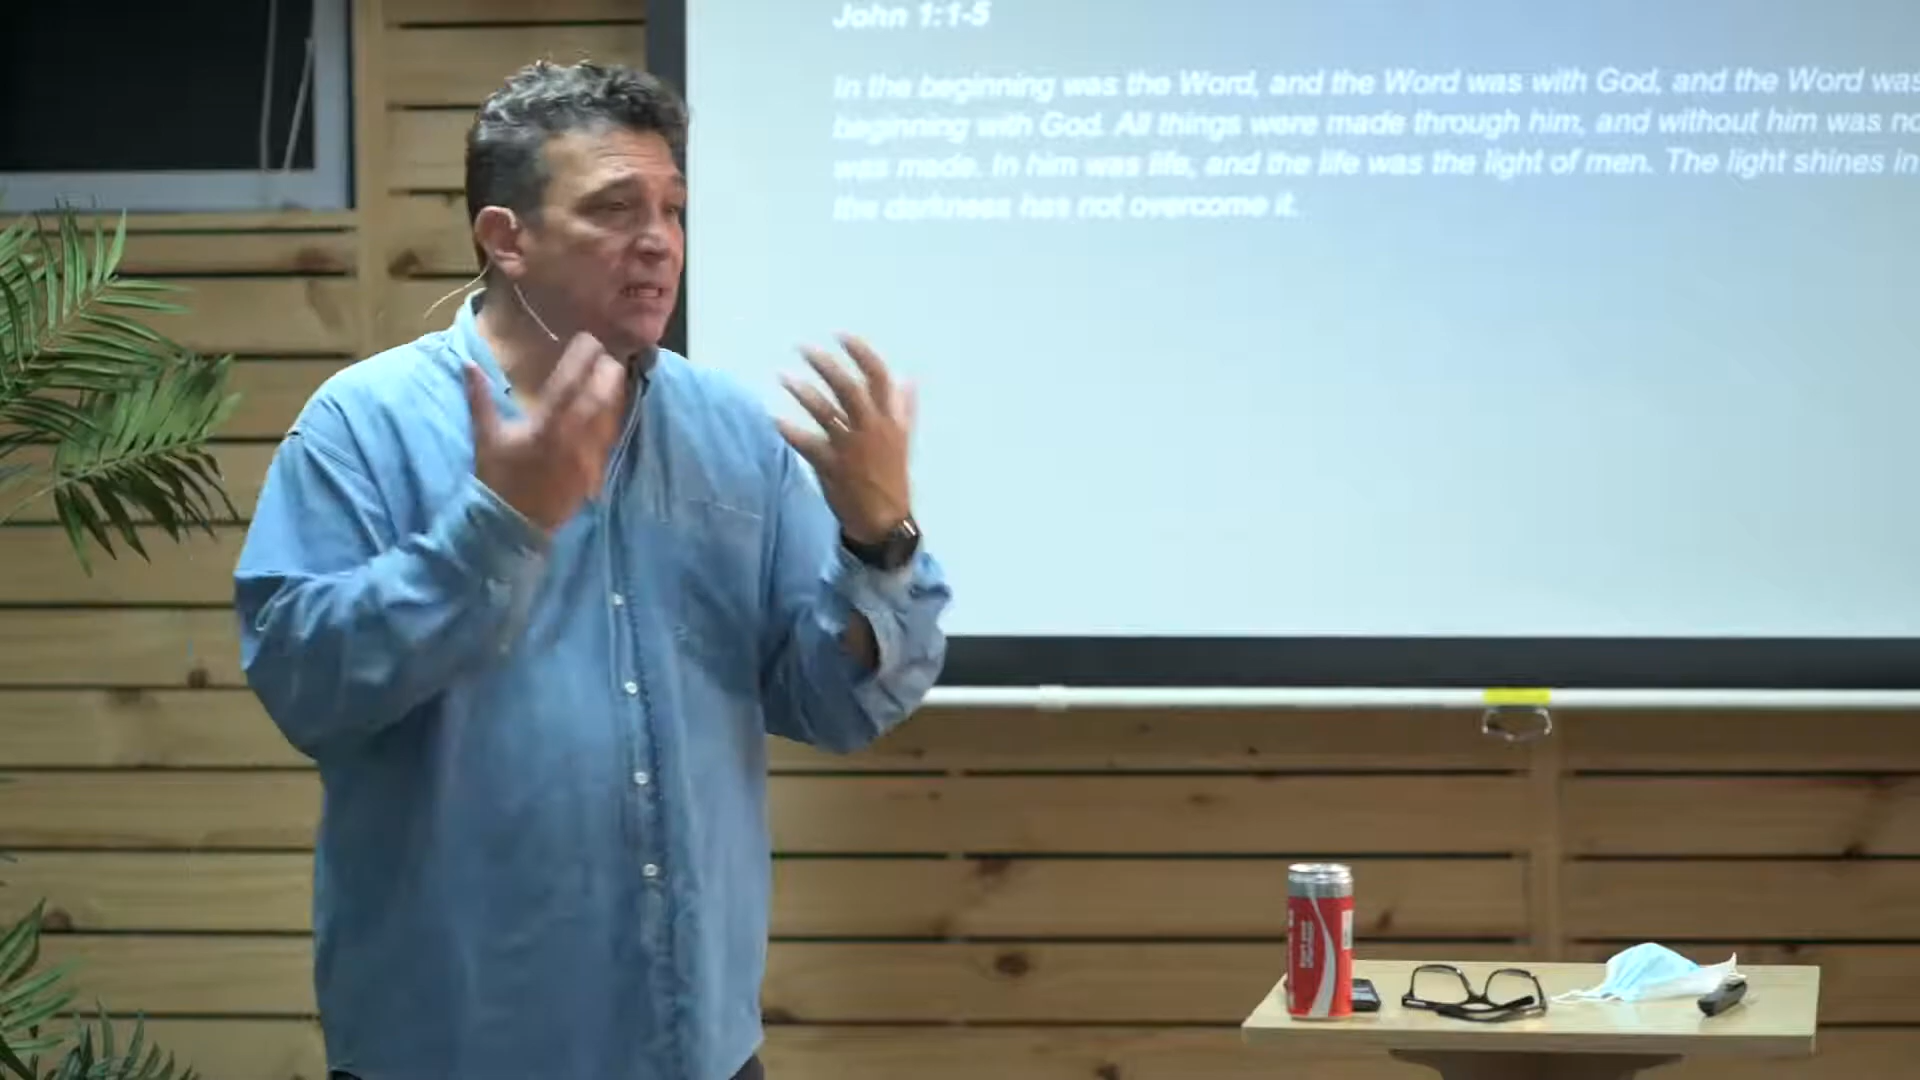 John 1:1-5
In the beginning was the Word, and the Word was with God, and the Word was
beginning with God. All things were made through him, and without him was
was made. In him was life, and the life was the light of men. The light shines in
the darkness has not overcome it.